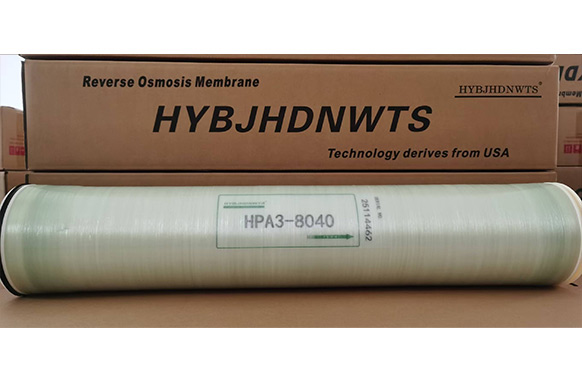 Reverse Osmosis Membrane
HYBJHDNWTS®
HYBJHDNWTS
Technology derives from USA
HPA3-8040
25114462